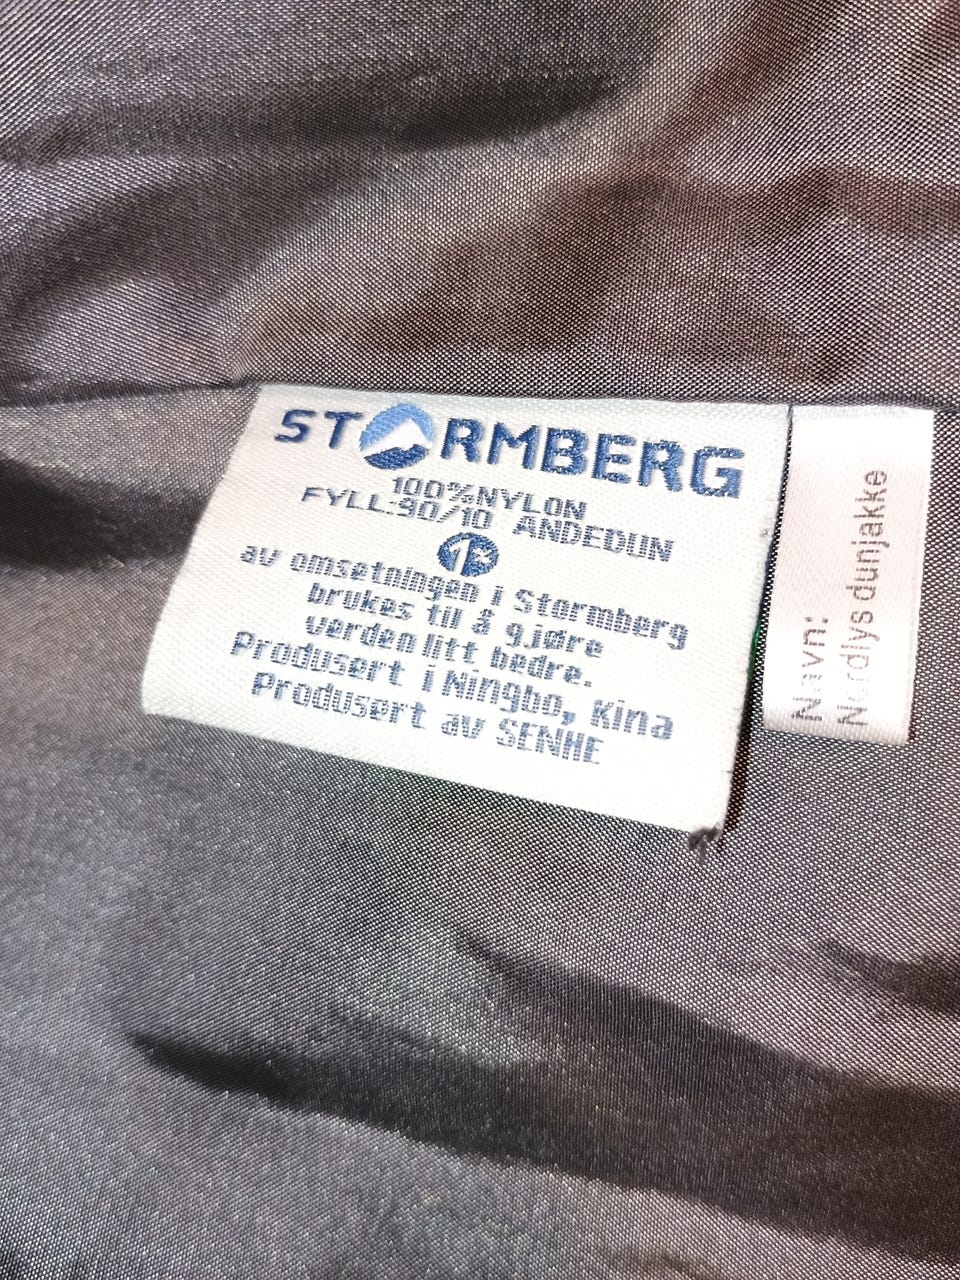 STORMBERG
100%NYLON
FYLL:90/10 ANDEDUN
1%
av omsetningen i Stormberg
brukes til å gjøre
verden litt bedre.
Produsert i Ningbo, Kina
Produsert av SENHE
Navn:
Nordlys dunjakke